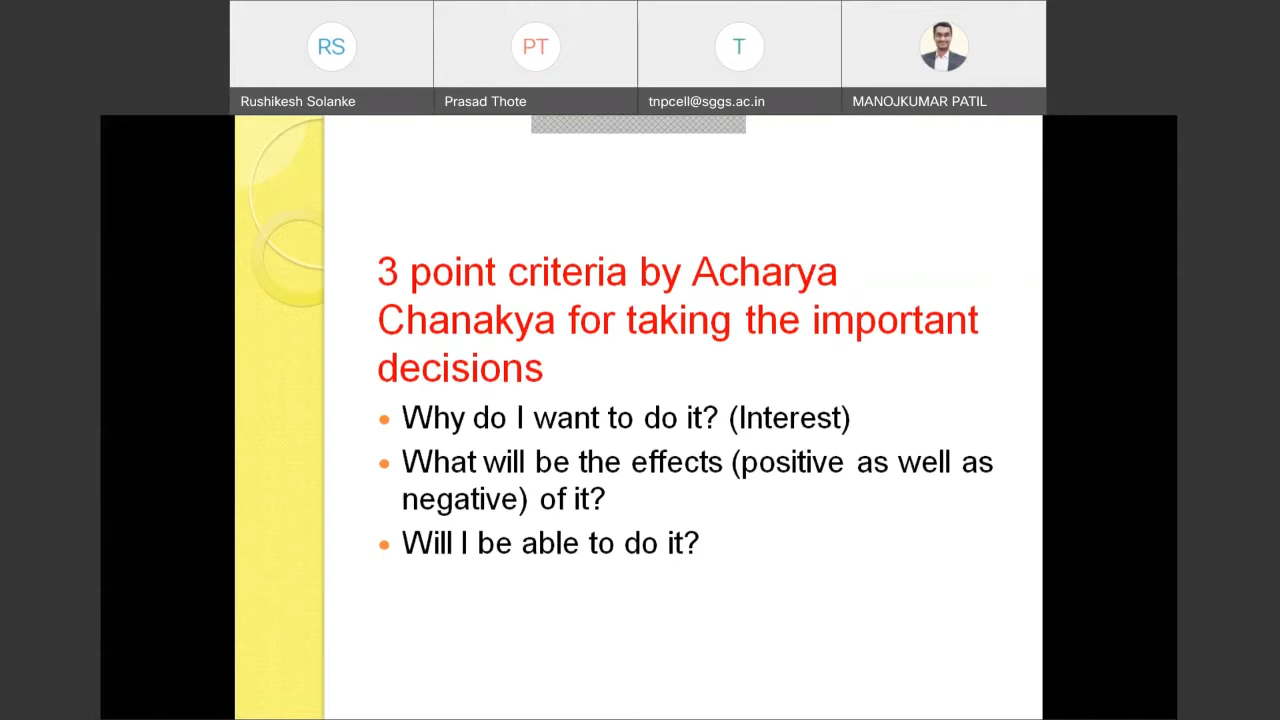 RS
PT
T
Rushikesh Solanke
Prasad Thote
tnpcell@sggs.ac.in
MANOJKUMAR PATIL
3 point criteria by Acharya
Chanakya for taking the important
decisions
• Why do I want to do it? (Interest)
• What will be the effects (positive as well as
negative) of it?
• Will I be able to do it?